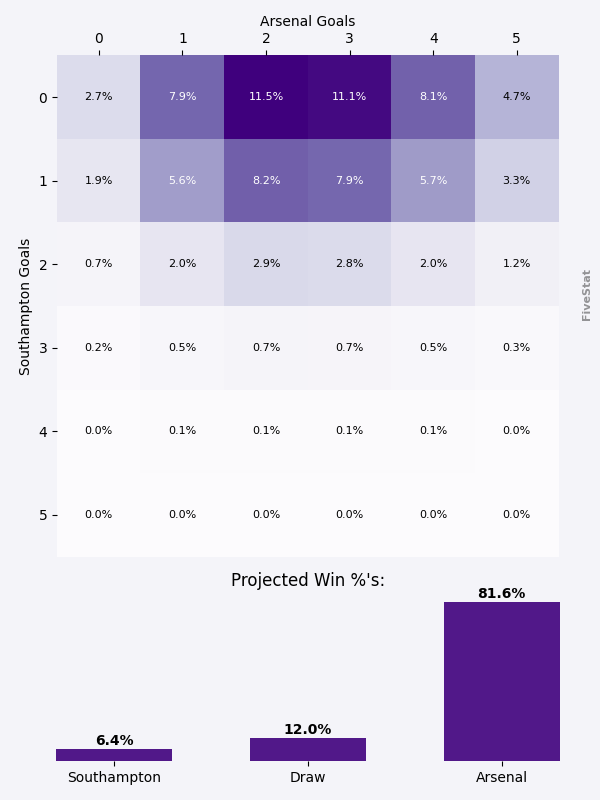 Arsenal Goals
0 1 2 3 4 5
0 2.7% 7.9% 11.5% 11.1% 8.1% 4.7%
1 1.9% 5.6% 8.2% 7.9% 5.7% 3.3%
2 0.7% 2.0% 2.9% 2.8% 2.0% 1.2%
3 0.2% 0.5% 0.7% 0.7% 0.5% 0.3%
4 0.0% 0.1% 0.1% 0.1% 0.1% 0.0%
5 0.0% 0.0% 0.0% 0.0% 0.0% 0.0%
Southampton Goals
FiveStat
Projected Win %'s:
6.4% 12.0% 81.6%
Southampton Draw Arsenal